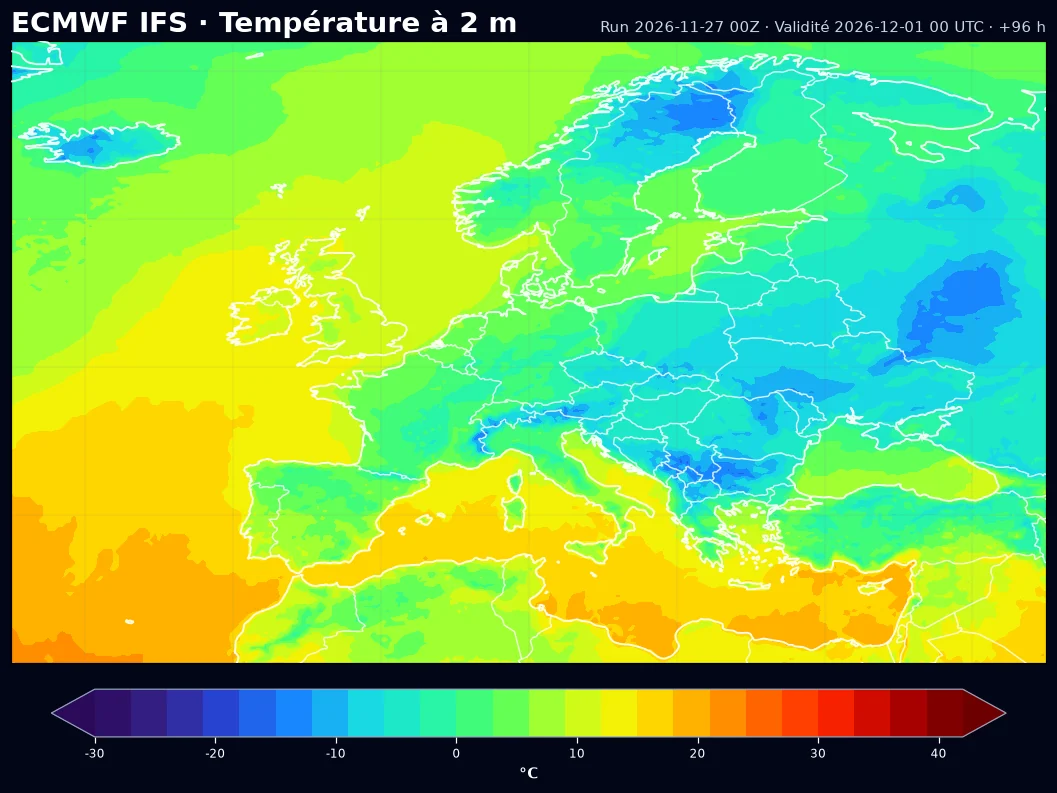 ECMWF IFS · Température à 2 m
Run 2026-11-27 00Z · Validité 2026-12-01 00 UTC · +96 h
-30 -20 -10 0 10 20 30 40
°C